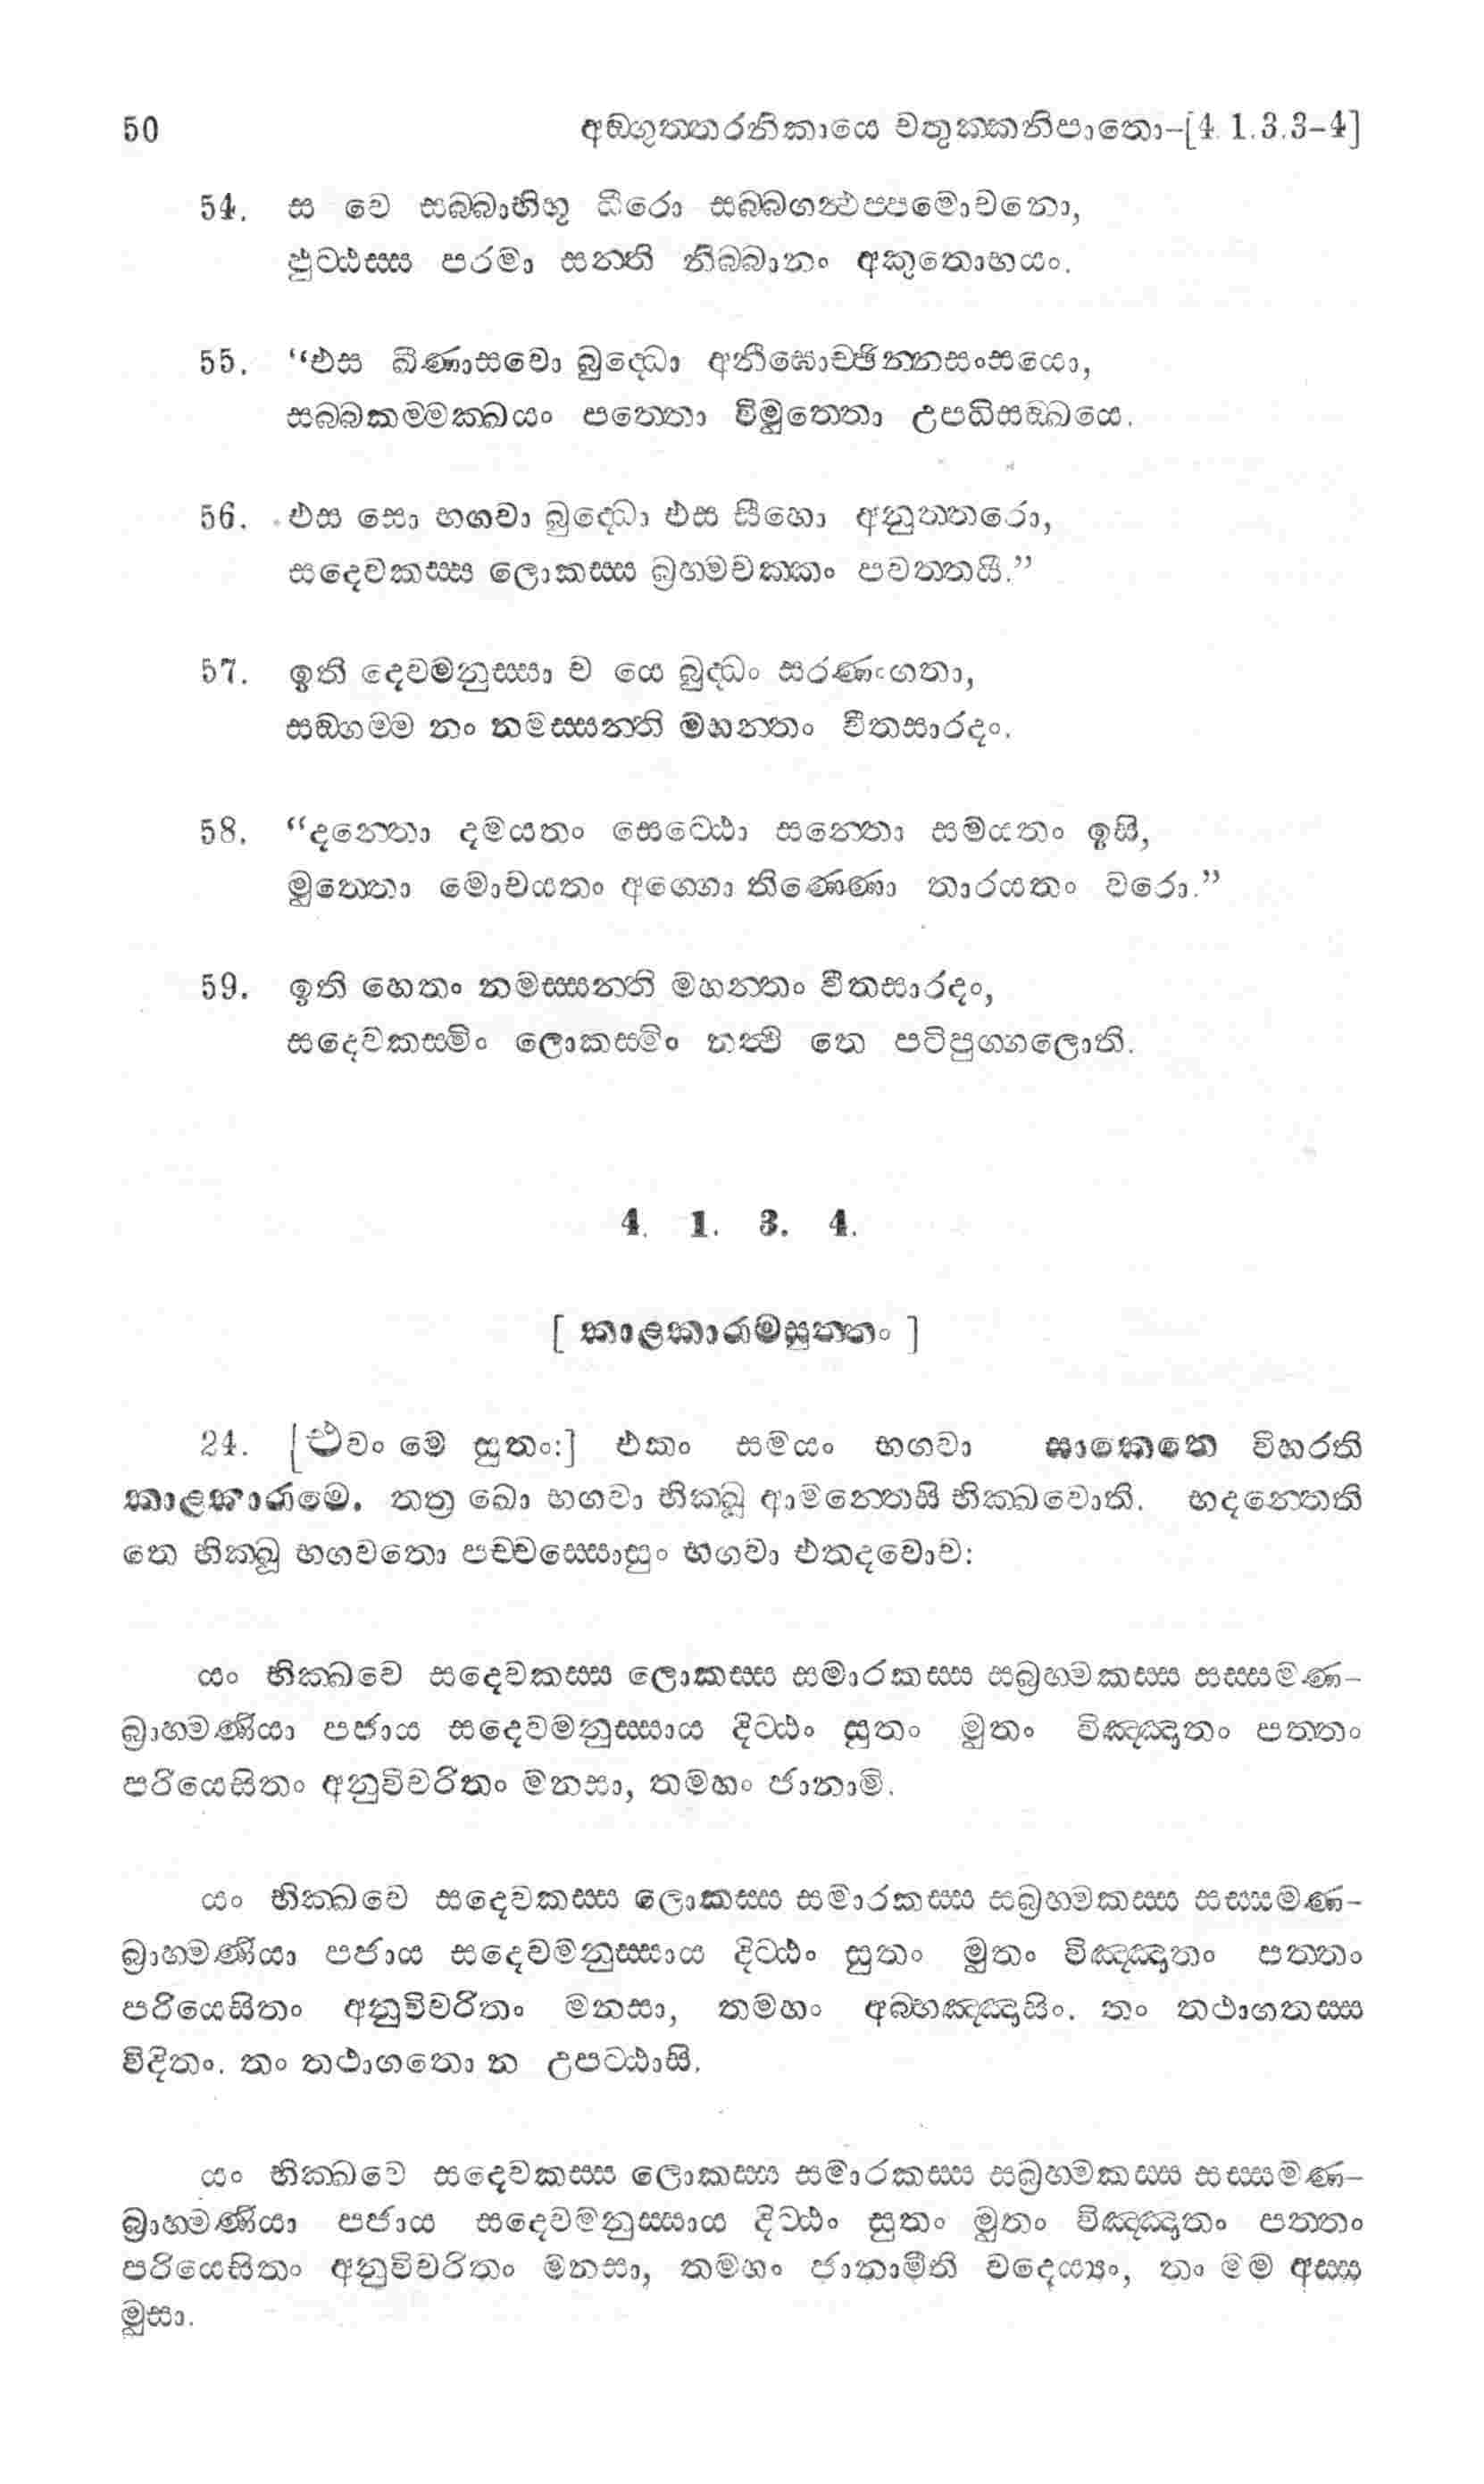 50 අඞ්ගුත්තරනිකායෙ චතුක්කනිපාතො-[4. 1.3.3-4]
54. ස වෙ සබ්බාභිභූ ධීරො සබ්බගන්ථප්පමොචනො,
ඵුට්ඨස්ස පරමා සන්ති නිබ්බානං අකුතොභයං.
55. “එස ඛීණාසවො බුද්ධො අනීඝොච්ඡින්නසංසයො,
සබ්බකම්මක්ඛයං පත්තො විමුත්තො උපධිසඞ්ඛයෙ.
56. එස සො භගවා බුද්ධො එස සීහො අනුත්තරො,
සදෙවකස්ස ලොකස්ස බ්‍රහ්මචක්කං පවත්තයී.”
57. ඉති දෙවමනුස්සා ච යෙ බුද්ධං සරණංගතා,
සඞ්ගම්ම තං නමස්සන්ති මහන්තං වීතසාරදං.
58. “දන්තො දමයතං සෙට්ඨො සන්තො සමයතං ඉසි,
මුත්තො මොචයතං අග්ගො තිණ්ණො තාරයතං වරො.”
59. ඉති හෙතං නමස්සන්ති මහන්තං වීතසාරදං,
සදෙවකස්මිං ලොකස්මිං නත්ථි තෙ පටිපුග්ගලොති.
4. 1. 3. 4.
[ කාළකාරාමසුත්තං ]
24. [එවං මෙ සුතං:] එකං සමයං භගවා සාකෙතෙ විහරති
කාළකාරාමෙ. තත්‍ර ඛො භගවා භික්ඛූ ආමන්තෙසි භික්ඛවොති. භදන්තෙති
තෙ භික්ඛූ භගවතො පච්චස්සොසුං භගවා එතදවොච:
යං භික්ඛවෙ සදෙවකස්ස ලොකස්ස සමාරකස්ස සබ්‍රහ්මකස්ස සස්සමණ-
බ්‍රාහ්මණියා පජාය සදෙවමනුස්සාය දිට්ඨං සුතං මුතං විඤ්ඤාතං පත්තං
පරියෙසිතං අනුවිචරිතං මනසා, තමහං ජානාමි.
යං භික්ඛවෙ සදෙවකස්ස ලොකස්ස සමාරකස්ස සබ්‍රහ්මකස්ස සස්සමණ-
බ්‍රාහ්මණියා පජාය සදෙවමනුස්සාය දිට්ඨං සුතං මුතං විඤ්ඤාතං පත්තං
පරියෙසිතං අනුවිචරිතං මනසා, තමහං අබ්භඤ්ඤාසිං. තං තථාගතස්ස
විදිතං. තං තථාගතො න උපට්ඨාසි.
යං භික්ඛවෙ සදෙවකස්ස ලොකස්ස සමාරකස්ස සබ්‍රහ්මකස්ස සස්සමණ-
බ්‍රාහ්මණියා පජාය සදෙවමනුස්සාය දිට්ඨං සුතං මුතං විඤ්ඤාතං පත්තං
පරියෙසිතං අනුවිචරිතං මනසා, තමහං ජානාමීති වදෙය්‍යං, තං මම අස්ස
මුසා.